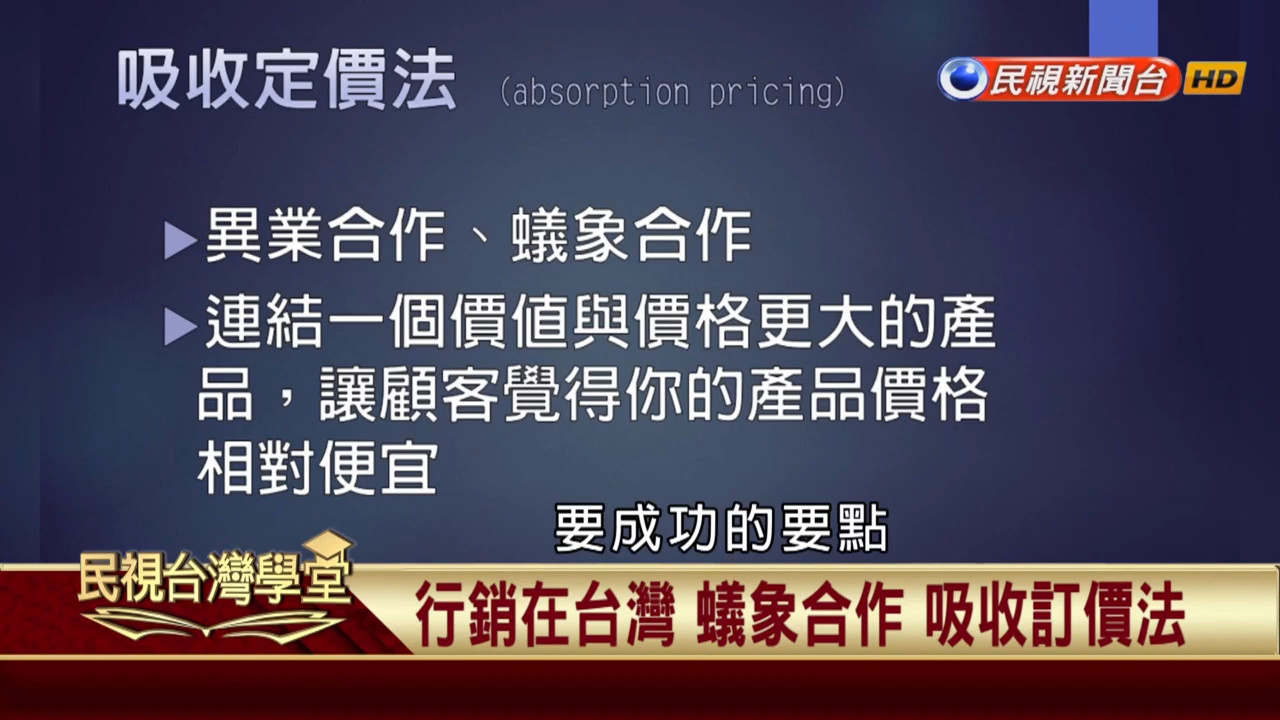 吸收定價法 (absorption pricing)
民視新聞台 HD
異業合作、蟻象合作
連結一個價值與價格更大的產
品，讓顧客覺得你的產品價格
相對便宜
要成功的要點
民視台灣學堂
行銷在台灣 蟻象合作 吸收訂價法